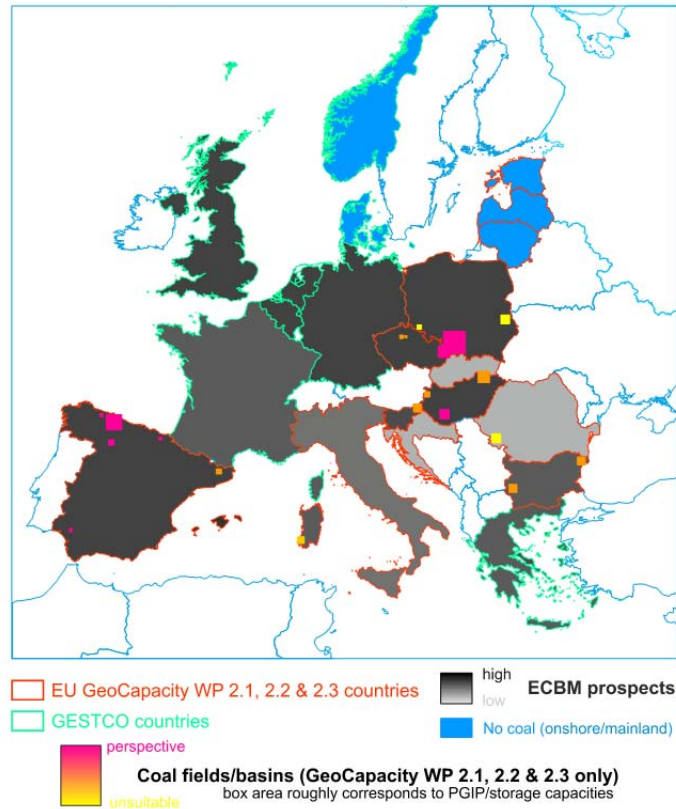 EU GeoCapacity WP 2.1, 2.2 & 2.3 countries
GESTCO countries
high
low
ECBM prospects
No coal (onshore/mainland)
perspective
unsuitable
Coal fields/basins (GeoCapacity WP 2.1, 2.2 & 2.3 only)
box area roughly corresponds to PGIP/storage capacities